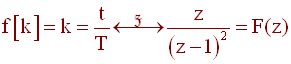 f[k] = k = t/T ⟷ʒ z/(z−1)² = F(z)